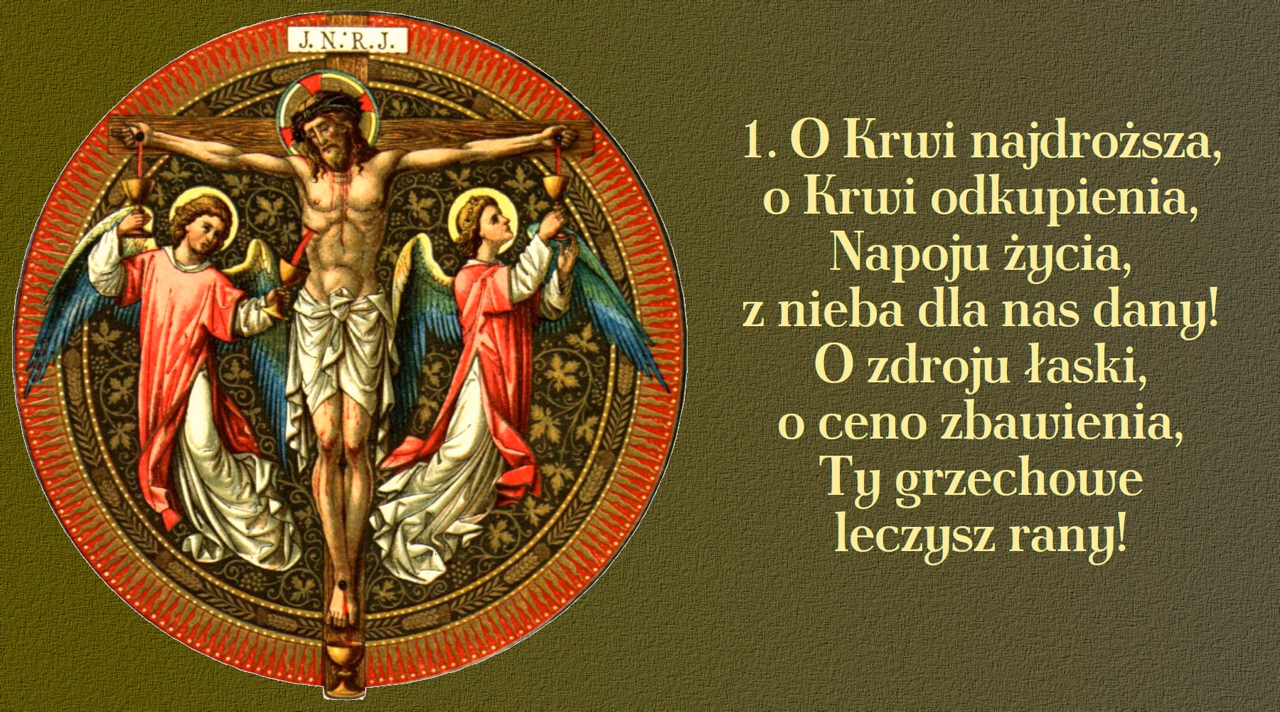 J. N: R. J.
1. O Krwi najdroższa,
o Krwi odkupienia,
Napoju życia,
z nieba dla nas dany!
O zdroju łaski,
o ceno zbawienia,
Ty grzechowe
leczysz rany!